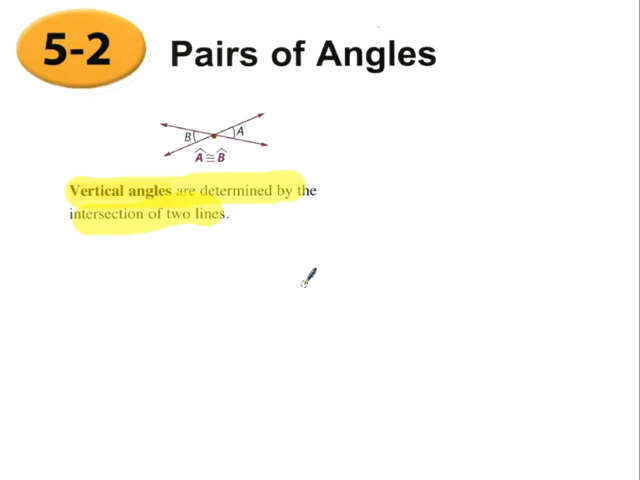 5-2
Pairs of Angles
B A
Â ≅ B̂
Vertical angles are determined by the
intersection of two lines.